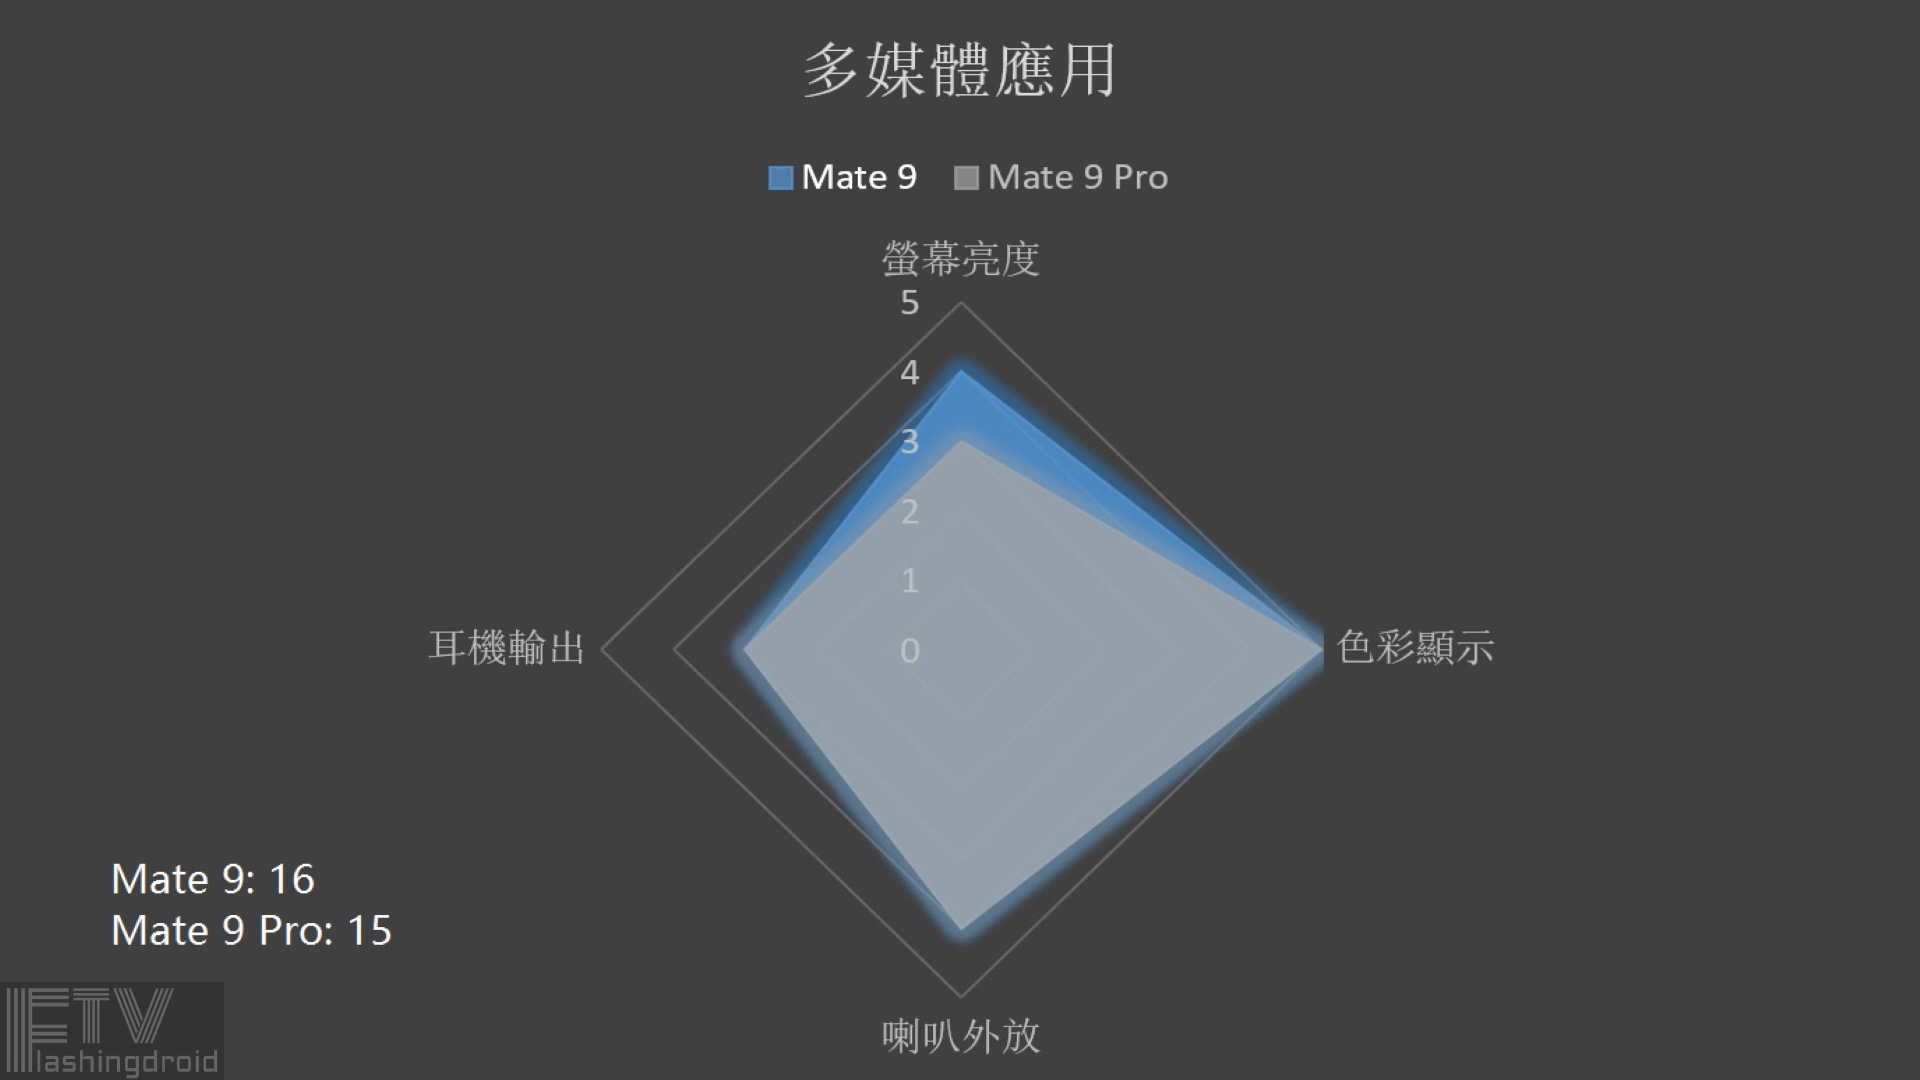 多媒體應用
Mate 9 Mate 9 Pro
螢幕亮度
5
4
3
2
1
0
耳機輸出
色彩顯示
喇叭外放
Mate 9: 16
Mate 9 Pro: 15
FTV
lashingdroid